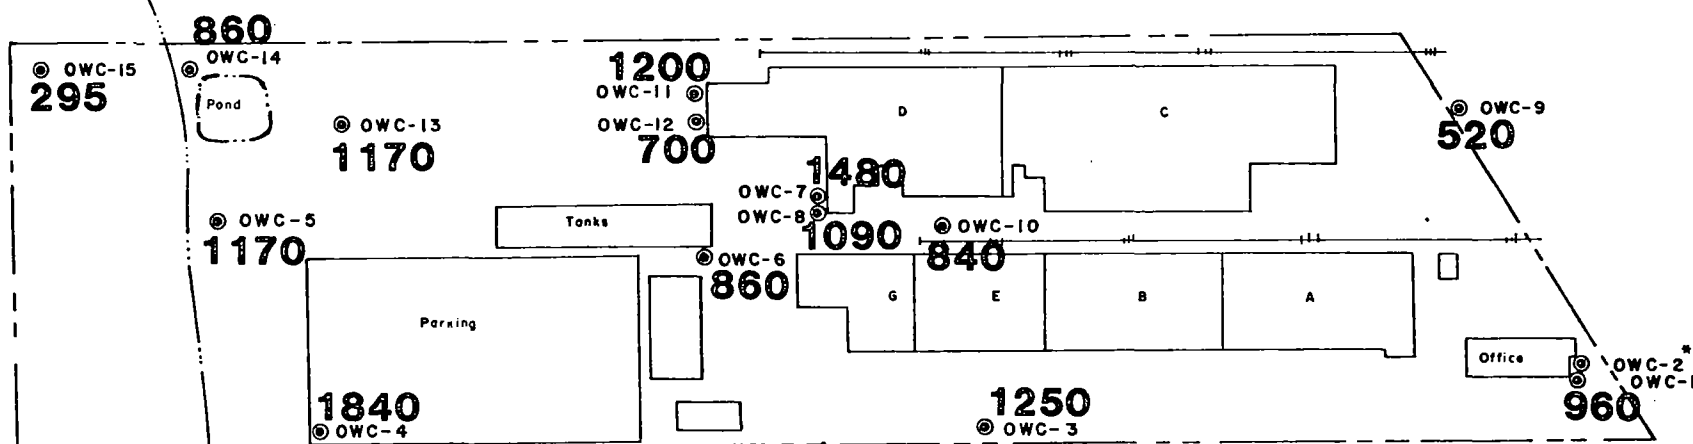 860
OWC-15
OWC-14
295
Pond
1200
OWC-11
D
C
OWC-9
520
OWC-13
1170
OWC-12
700
1480
OWC-7
OWC-8
1090
OWC-5
1170
Tanks
OWC-10
840
OWC-6
860
G
E
B
A
Parking
Office
OWC-2*
OWC-1
960
1840
OWC-4
1250
OWC-3